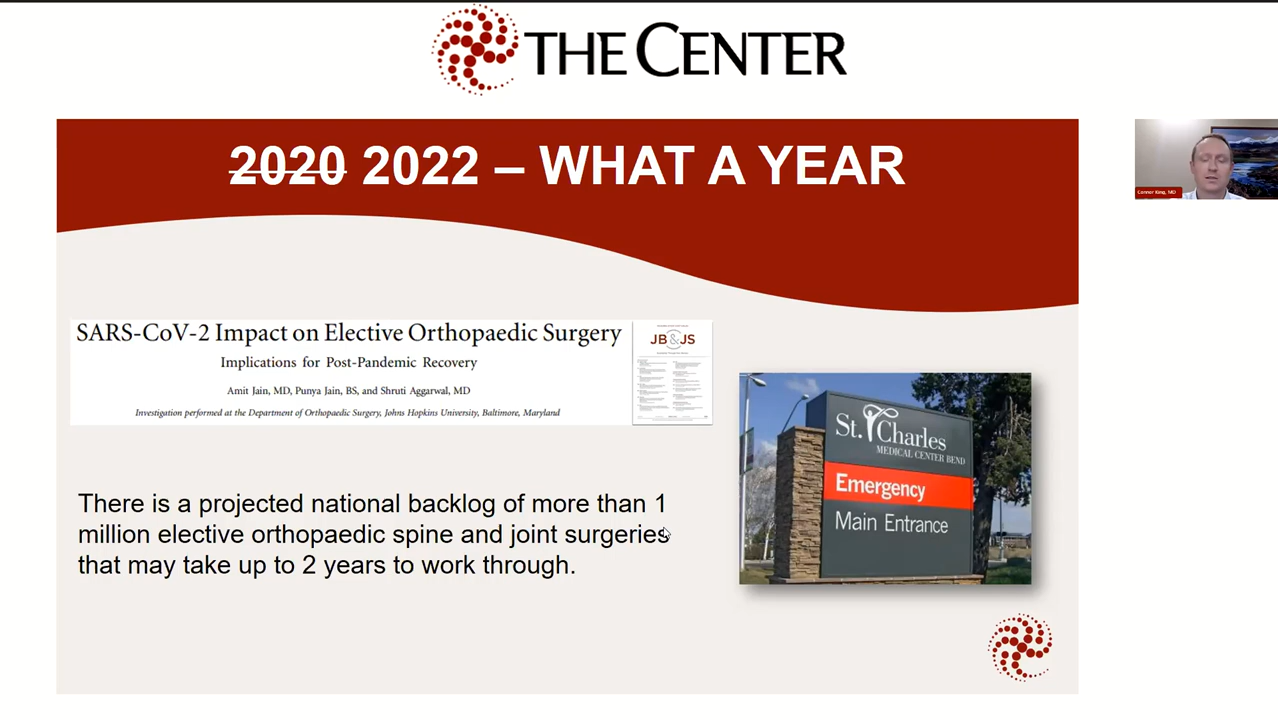 THE CENTER
2020 2022 – WHAT A YEAR
SARS-CoV-2 Impact on Elective Orthopaedic Surgery
Implications for Post-Pandemic Recovery
Amit Jain, MD, Punya Jain, BS, and Shruti Aggarwal, MD
Investigation performed at the Department of Orthopaedic Surgery, Johns Hopkins University, Baltimore, Maryland
JB&JS
There is a projected national backlog of more than 1
million elective orthopaedic spine and joint surgeries
that may take up to 2 years to work through.
St. Charles
MEDICAL CENTER BEND
Emergency
Main Entrance
Conner King, MD